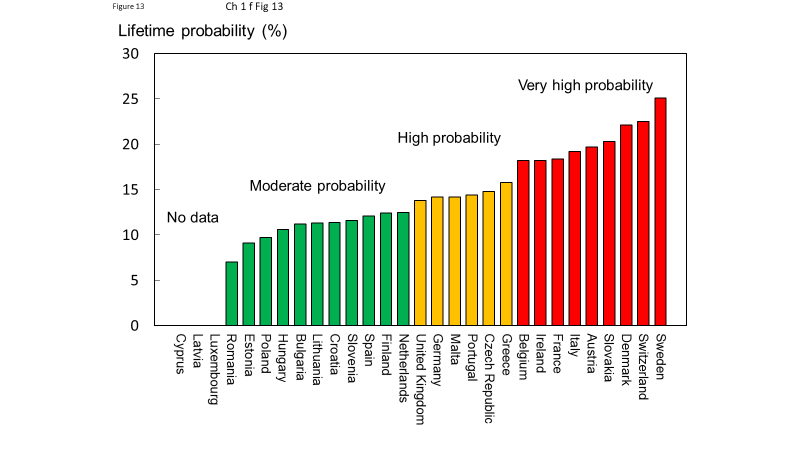 Figure 13
Ch 1 f Fig 13
Lifetime probability (%)
30
25
20
15
10
5
0
Very high probability
High probability
Moderate probability
No data
Cyprus
Latvia
Luxembourg
Romania
Estonia
Poland
Hungary
Bulgaria
Lithuania
Croatia
Slovenia
Spain
Finland
Netherlands
United Kingdom
Germany
Malta
Portugal
Czech Republic
Greece
Belgium
Ireland
France
Italy
Austria
Slovakia
Denmark
Switzerland
Sweden